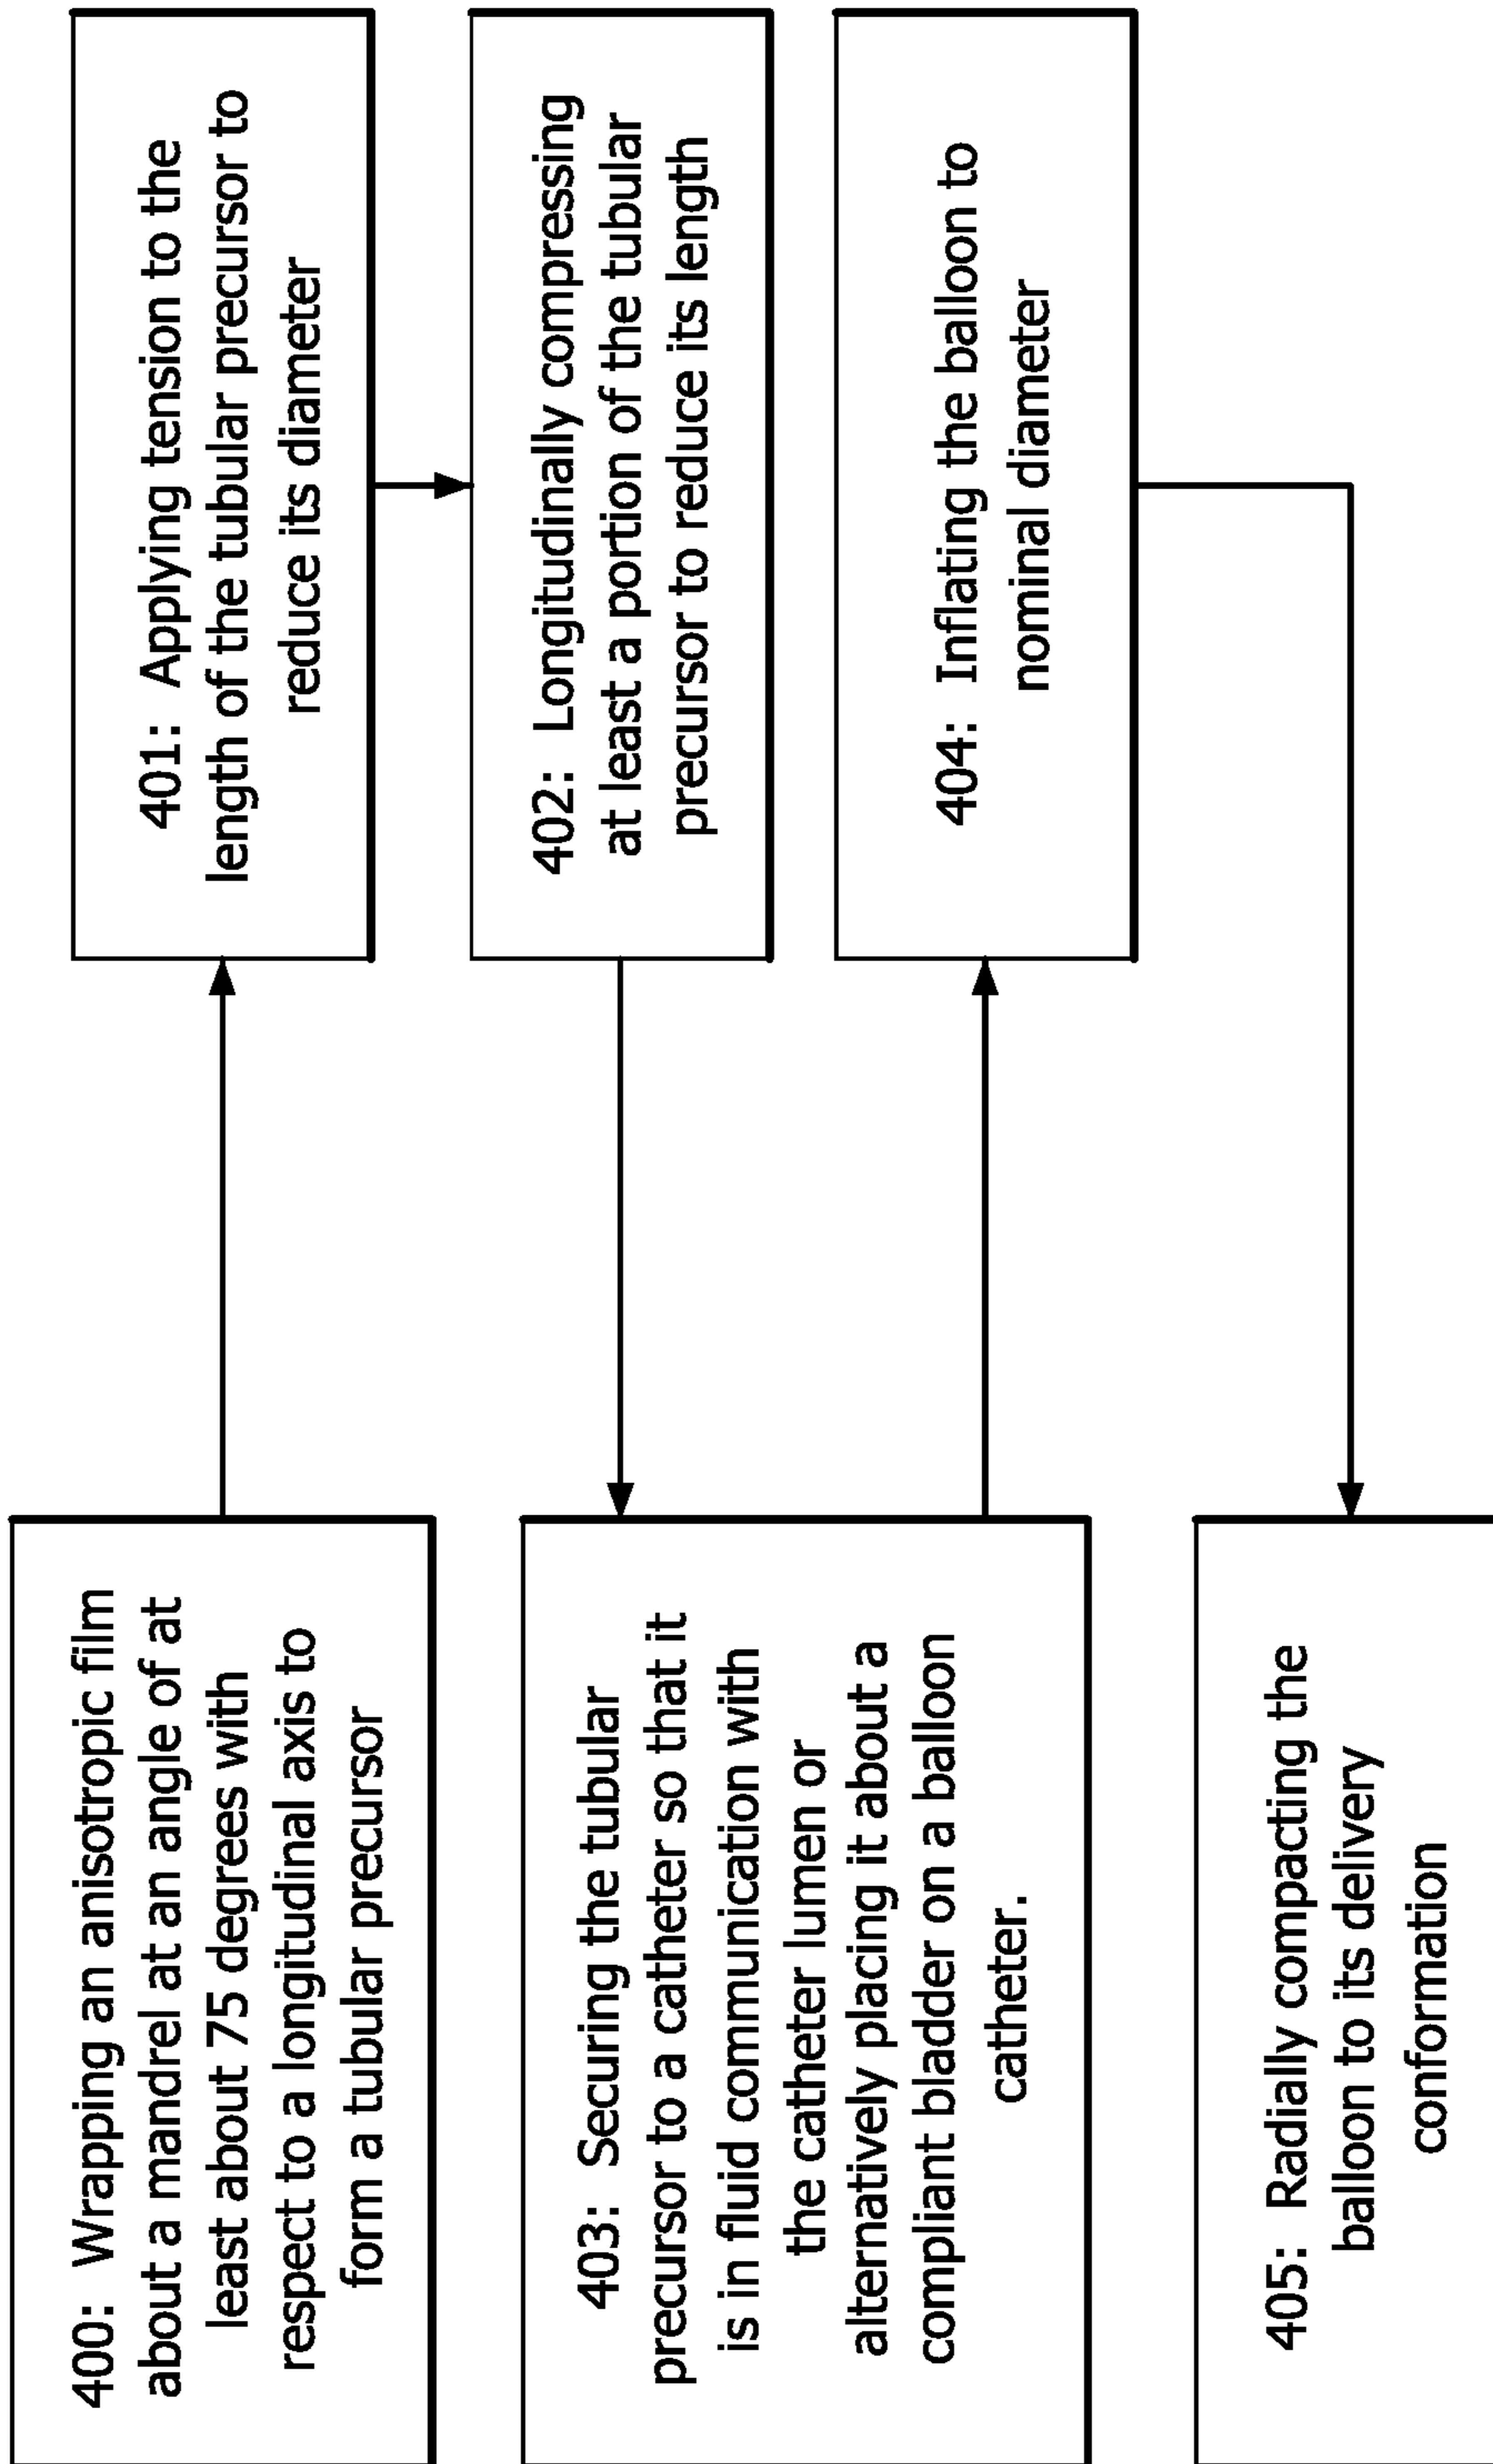 400: Wrapping an anisotropic film
about a mandrel at an angle of at
least about 75 degrees with
respect to a longitudinal axis to
form a tubular precursor
401: Applying tension to the
length of the tubular precursor to
reduce its diameter
402: Longitudinally compressing
at least a portion of the tubular
precursor to reduce its length
403: Securing the tubular
precursor to a catheter so that it
is in fluid communication with
the catheter lumen or
alternatively placing it about a
compliant bladder on a balloon
catheter.
404: Inflating the balloon to
nominal diameter
405: Radially compacting the
balloon to its delivery
conformation